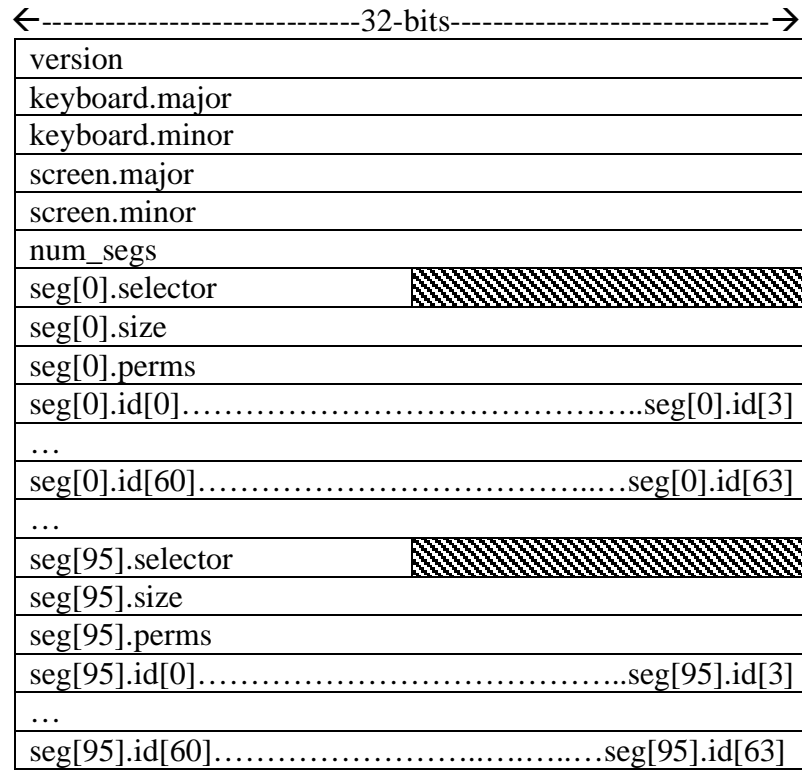 ←------------------------------32-bits------------------------------→
version
keyboard.major
keyboard.minor
screen.major
screen.minor
num_segs
seg[0].selector
seg[0].size
seg[0].perms
seg[0].id[0]…………………………………..seg[0].id[3]
…
seg[0].id[60]………………………………..…seg[0].id[63]
…
seg[95].selector
seg[95].size
seg[95].perms
seg[95].id[0]…………………………………..seg[95].id[3]
…
seg[95].id[60]……………………..….…..…seg[95].id[63]